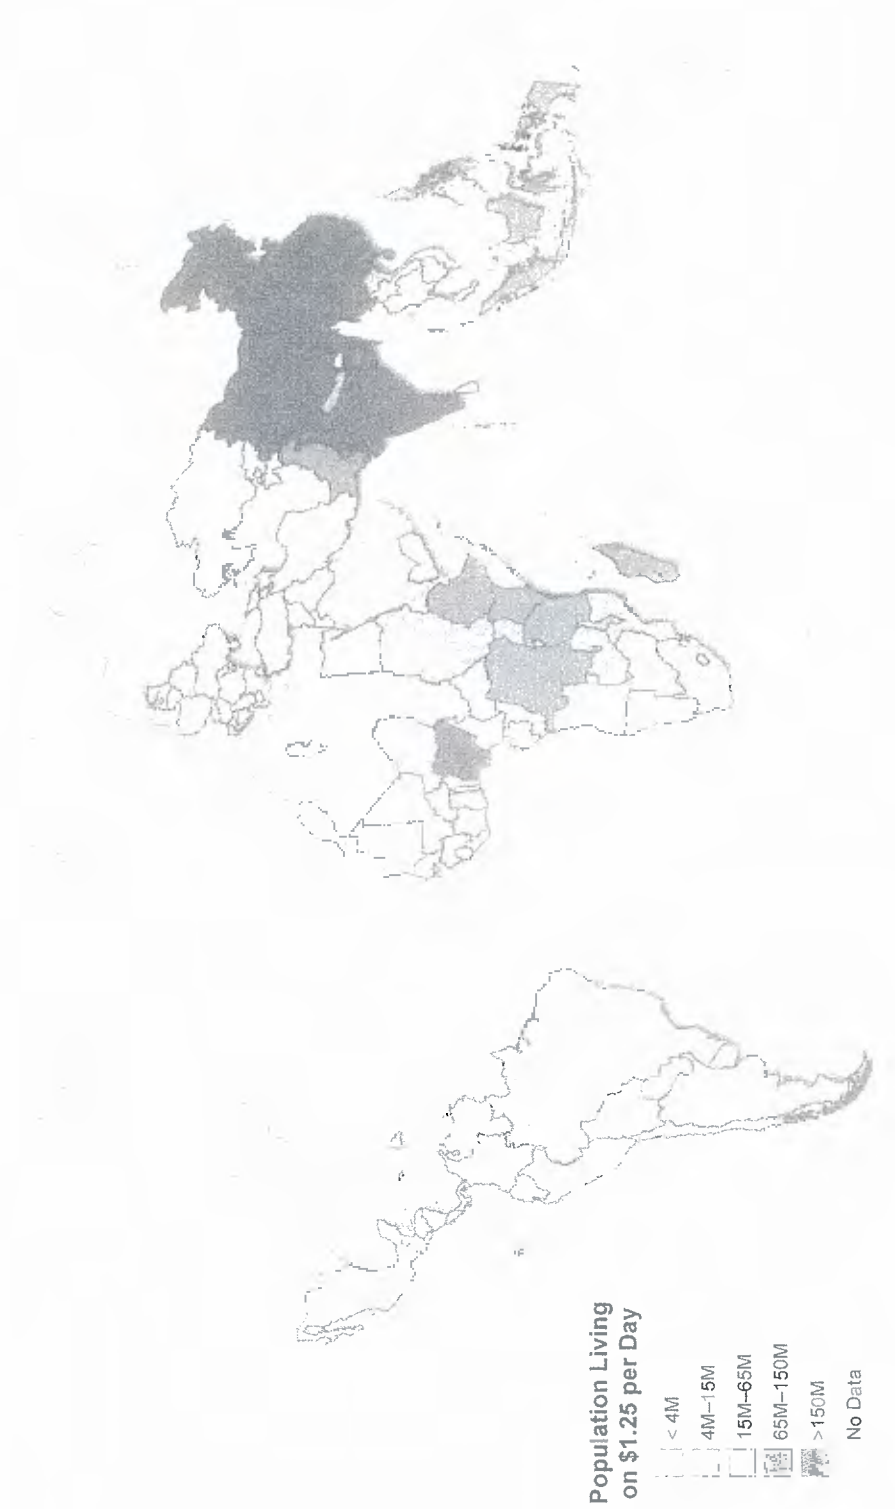 Population Living
on $1.25 per Day
< 4M
4M–15M
15M–65M
65M–150M
>150M
No Data